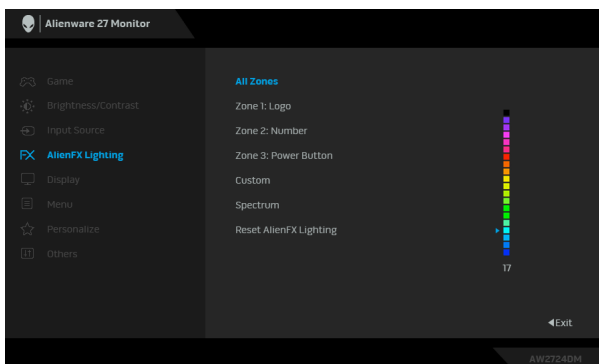 Alienware 27 Monitor
Game
Brightness/Contrast
Input Source
FX AlienFX Lighting
Display
Menu
Personalize
Others
All Zones
Zone 1: Logo
Zone 2: Number
Zone 3: Power Button
Custom
Spectrum
Reset AlienFX Lighting
17
Exit
AW2724DM